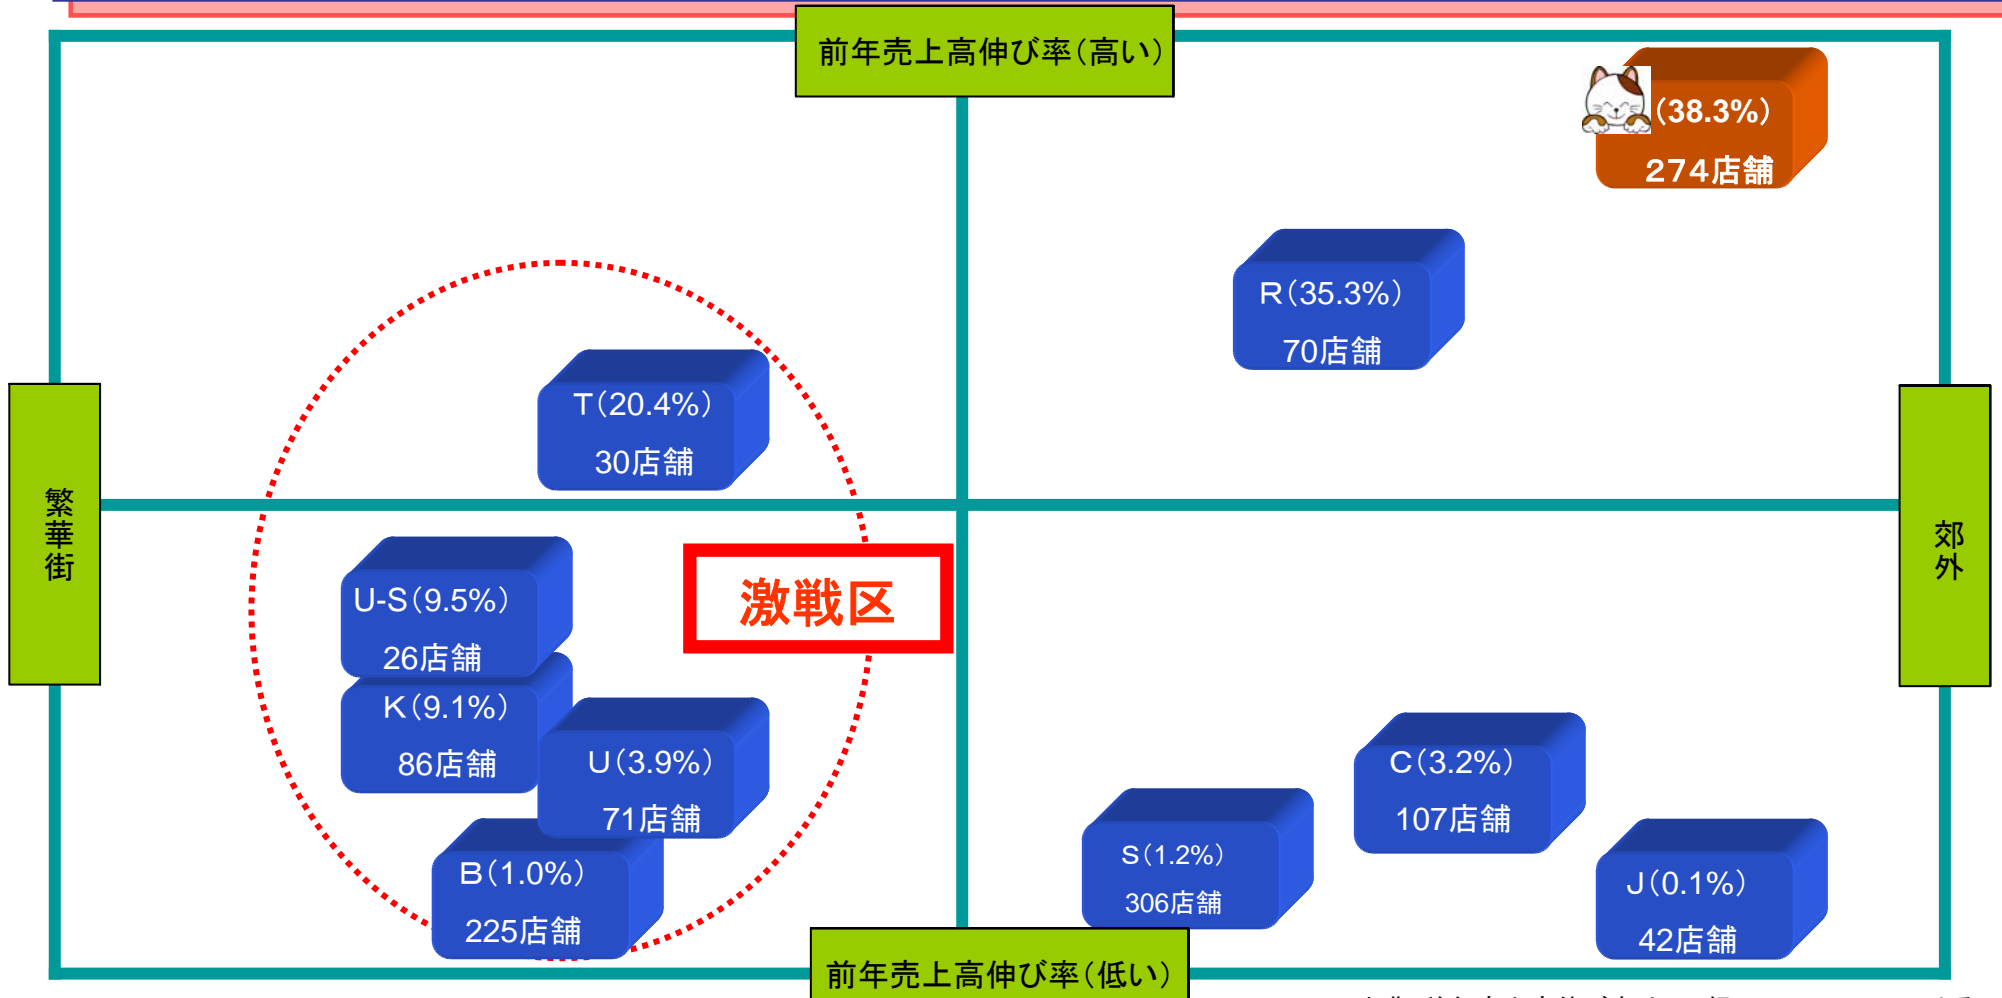 前年売上高伸び率(高い)
(38.3%)
274店舗
R(35.3%)
70店舗
T(20.4%)
30店舗
繁華街
郊外
U-S(9.5%)
26店舗
激戦区
K(9.1%)
86店舗
U(3.9%)
71店舗
C(3.2%)
107店舗
B(1.0%)
225店舗
S(1.2%)
306店舗
J(0.1%)
42店舗
前年売上高伸び率(低い)